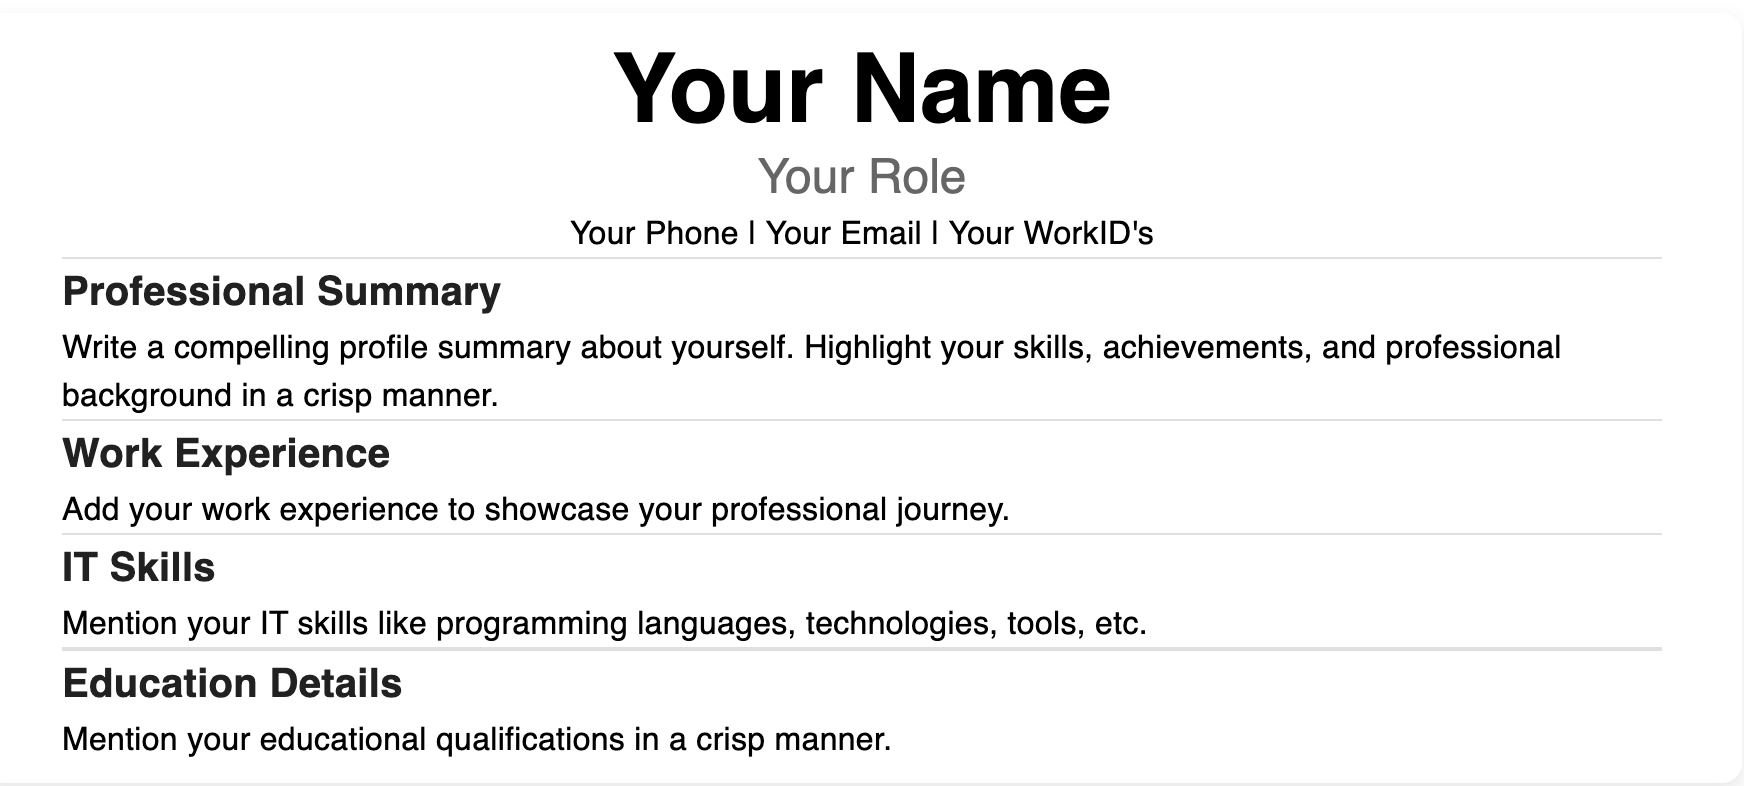 Your Name
Your Role
Your Phone | Your Email | Your WorkID's
Professional Summary
Write a compelling profile summary about yourself. Highlight your skills, achievements, and professional
background in a crisp manner.
Work Experience
Add your work experience to showcase your professional journey.
IT Skills
Mention your IT skills like programming languages, technologies, tools, etc.
Education Details
Mention your educational qualifications in a crisp manner.